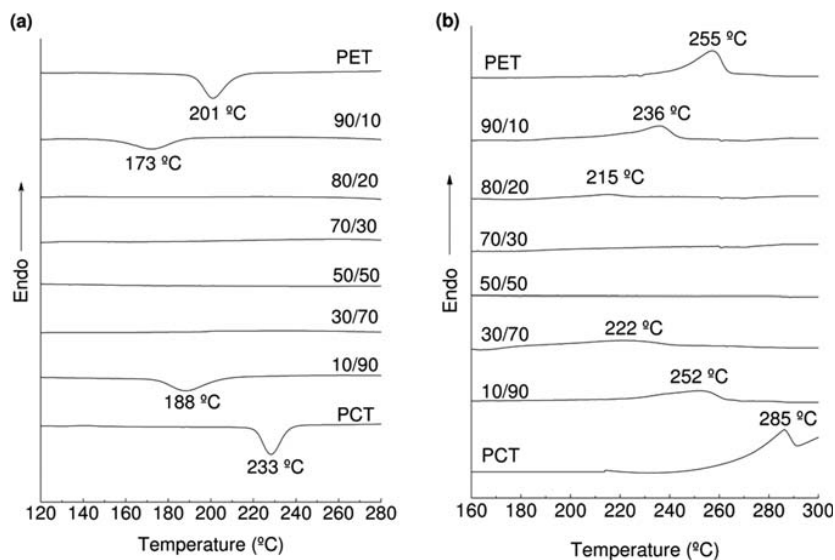 (a)
PET
201 ºC
90/10
173 ºC
80/20
70/30
50/50
30/70
10/90
188 ºC
PCT
233 ºC
Endo
120 140 160 180 200 220 240 260 280
Temperature (ºC)
(b)
255 ºC
PET
236 ºC
90/10
215 ºC
80/20
70/30
50/50
222 ºC
30/70
252 ºC
10/90
285 ºC
PCT
Endo
160 180 200 220 240 260 280 300
Temperature (ºC)